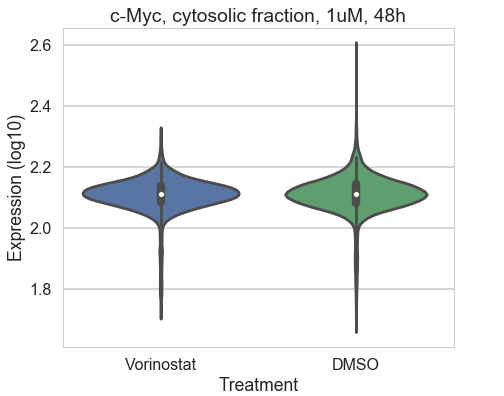 c-Myc, cytosolic fraction, 1uM, 48h
Expression (log10)
2.6
2.4
2.2
2.0
1.8
Vorinostat
DMSO
Treatment